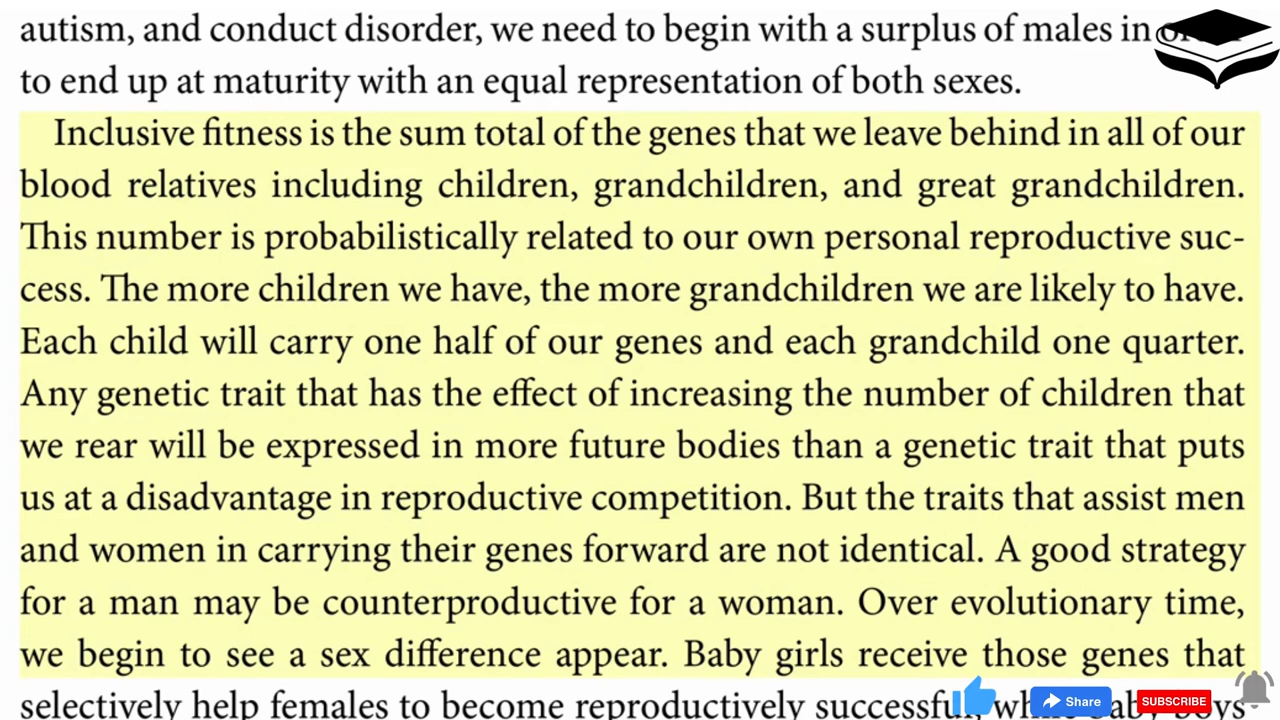 autism, and conduct disorder, we need to begin with a surplus of males in
to end up at maturity with an equal representation of both sexes.
Inclusive fitness is the sum total of the genes that we leave behind in all of our
blood relatives including children, grandchildren, and great grandchildren.
This number is probabilistically related to our own personal reproductive suc-
cess. The more children we have, the more grandchildren we are likely to have.
Each child will carry one half of our genes and each grandchild one quarter.
Any genetic trait that has the effect of increasing the number of children that
we rear will be expressed in more future bodies than a genetic trait that puts
us at a disadvantage in reproductive competition. But the traits that assist men
and women in carrying their genes forward are not identical. A good strategy
for a man may be counterproductive for a woman. Over evolutionary time,
we begin to see a sex difference appear. Baby girls receive those genes that
selectively help females to become reproductively successful,
Share
SUBSCRIBE